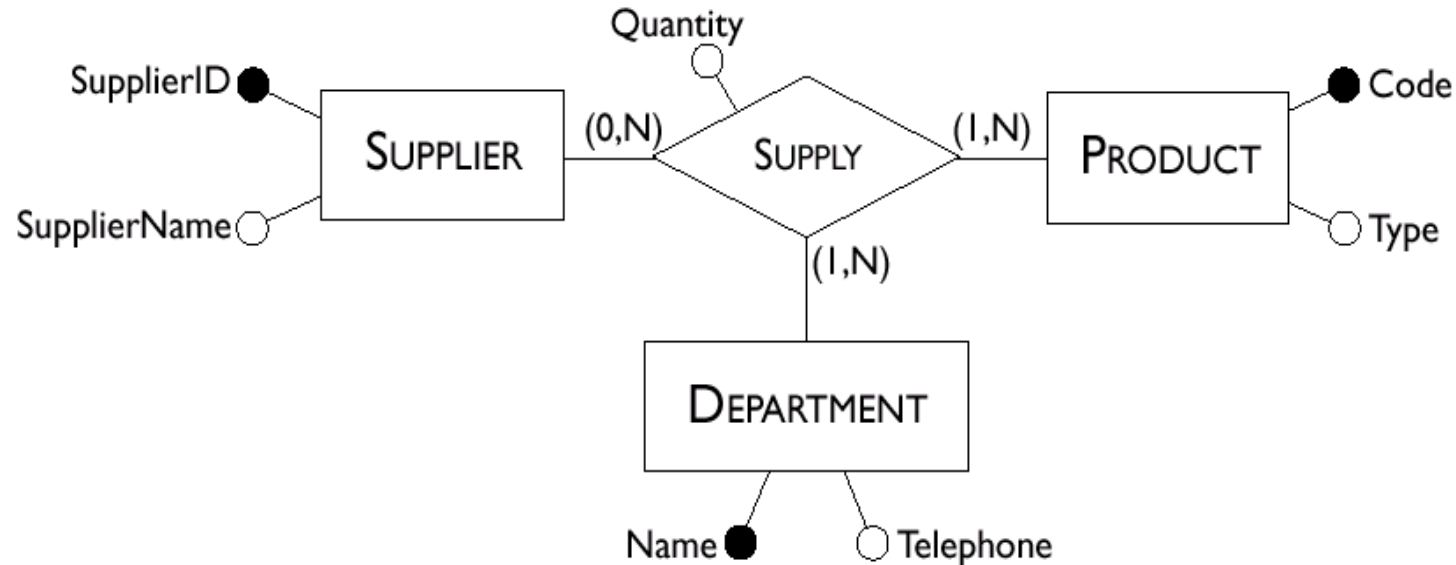 Quantity
SupplierID
Code
SUPPLIER
(0,N)
SUPPLY
(1,N)
PRODUCT
SupplierName
Type
(1,N)
DEPARTMENT
Name
Telephone